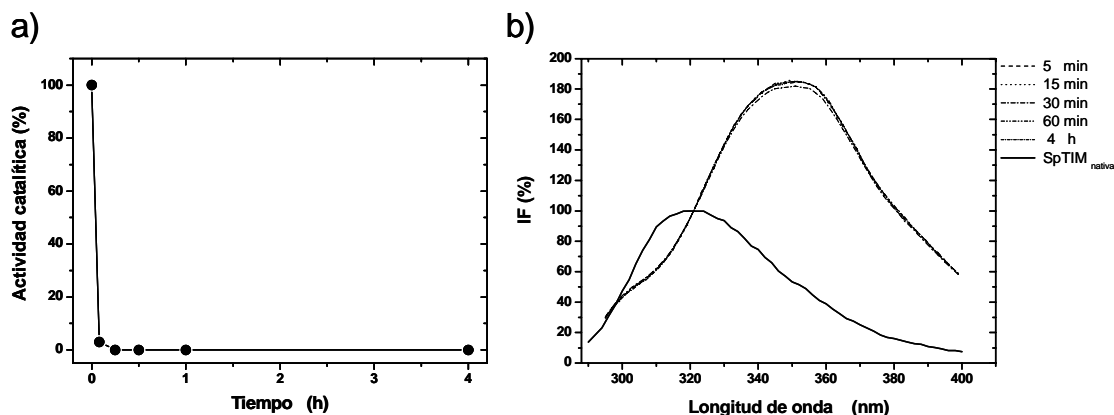 a)
Actividad catalítica (%)
100
80
60
40
20
0
0
1
2
3
4
Tiempo (h)
b)
IF (%)
200
180
160
140
120
100
80
60
40
20
0
300
320
340
360
380
400
Longitud de onda (nm)
5 min
15 min
30 min
60 min
4 h
SpTIM nativa